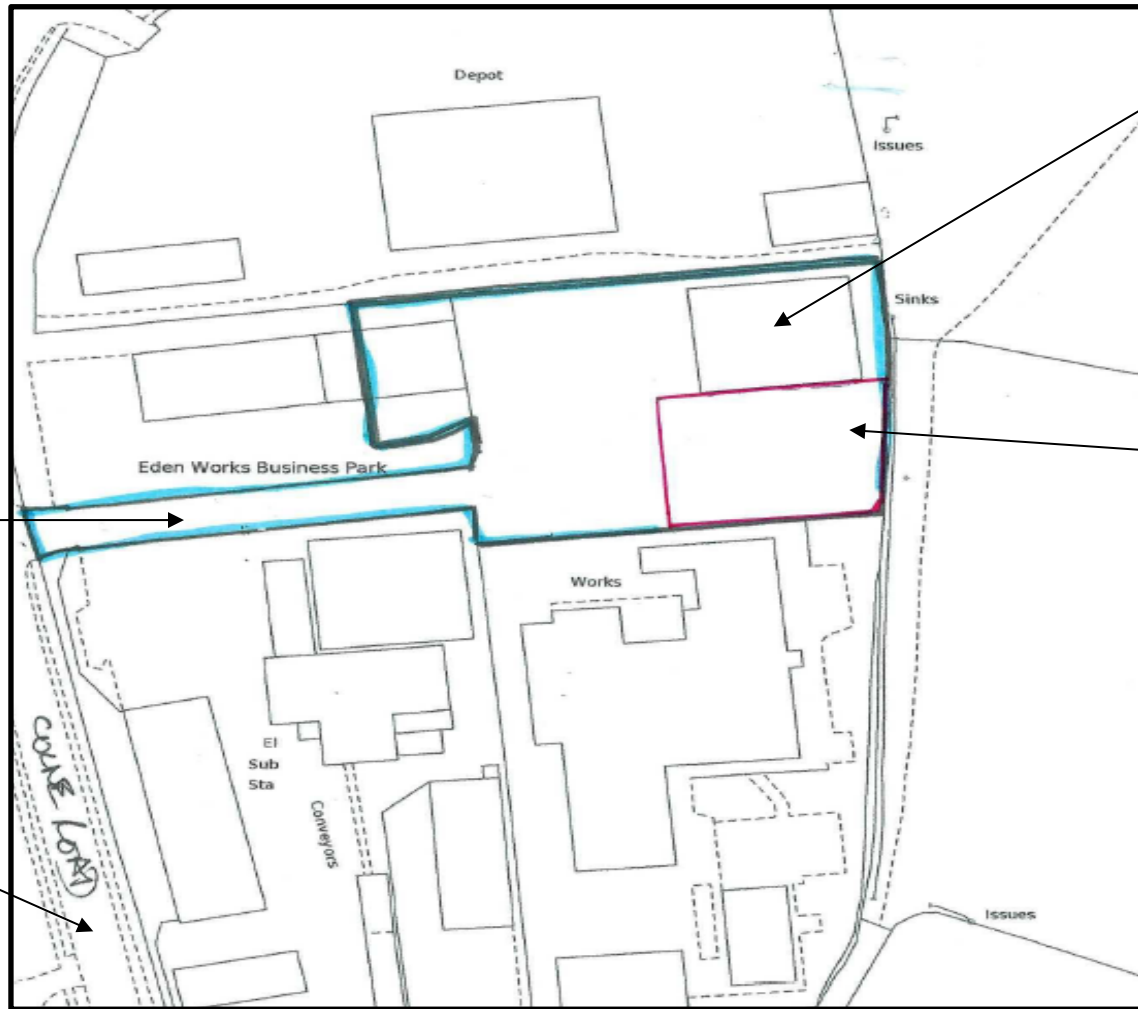 Depot
Issues
Sinks
Eden Works Business Park
Works
El
Sub
Sta
Conveyors
COLNE ROAD
Issues